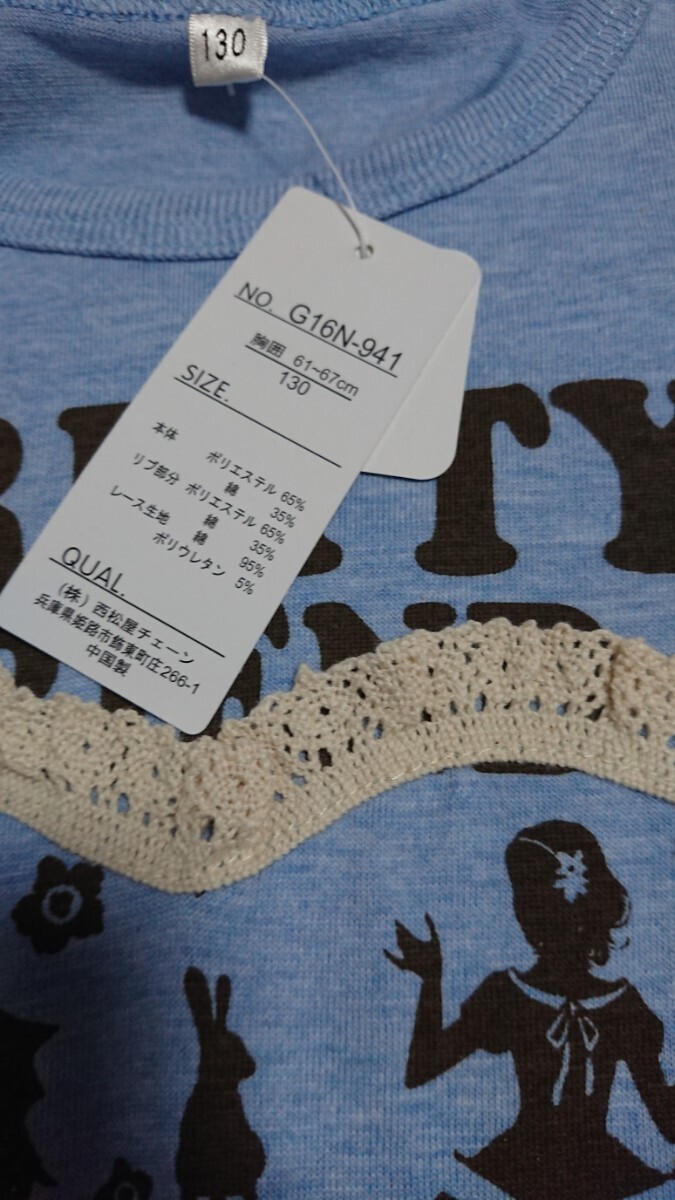 130
NO. G16N-941
胸囲 61~67cm
130
SIZE.
本体 ポリエステル 65%
綿 35%
リブ部分 ポリエステル 65%
綿 35%
レース生地 綿 95%
ポリウレタン 5%
QUAL.
(株)西松屋チェーン
兵庫県姫路市飾東町庄266-1
中国製